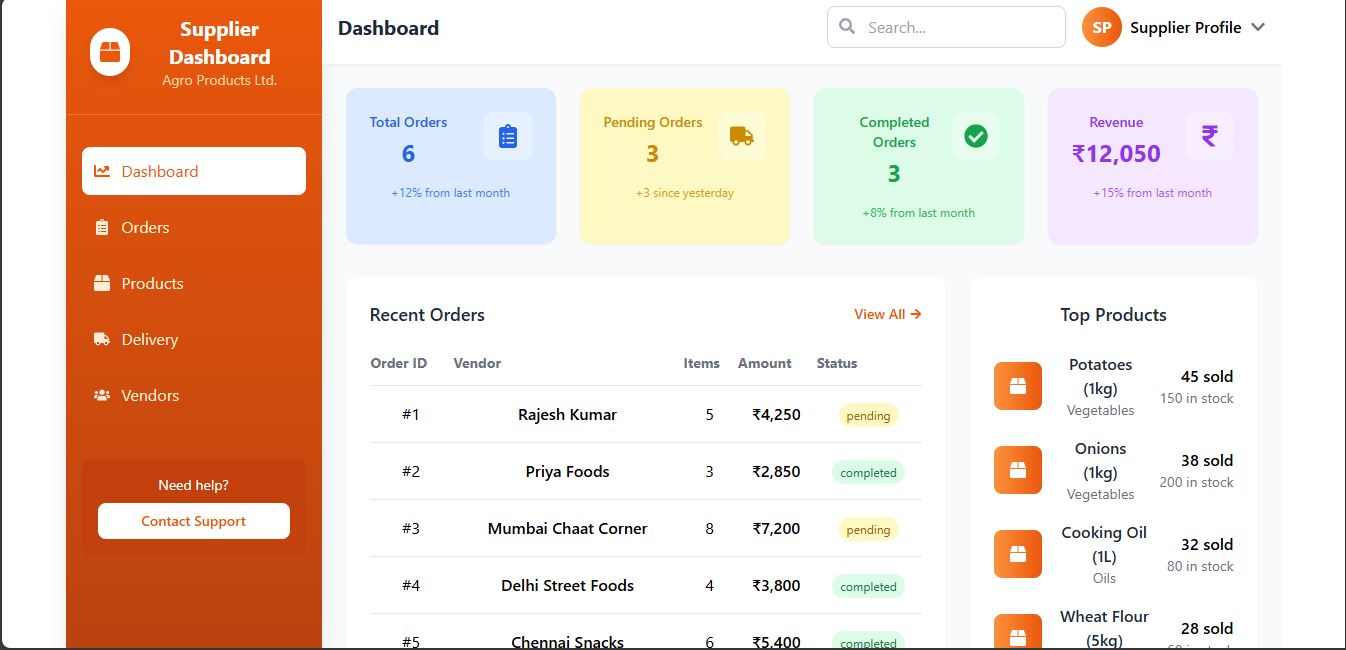 Supplier
Dashboard
Agro Products Ltd.
Dashboard
Orders
Products
Delivery
Vendors
Need help?
Contact Support
Dashboard
Search...
SP Supplier Profile
Total Orders
6
+12% from last month
Pending Orders
3
+3 since yesterday
Completed
Orders
3
+8% from last month
Revenue
₹12,050
+15% from last month
Recent Orders
View All
Order ID Vendor Items Amount Status
#1 Rajesh Kumar 5 ₹4,250 pending
#2 Priya Foods 3 ₹2,850 completed
#3 Mumbai Chaat Corner 8 ₹7,200 pending
#4 Delhi Street Foods 4 ₹3,800 completed
#5 Chennai Snacks 6 ₹5,400 completed
Top Products
Potatoes
(1kg)
Vegetables
45 sold
150 in stock
Onions
(1kg)
Vegetables
38 sold
200 in stock
Cooking Oil
(1L)
Oils
32 sold
80 in stock
Wheat Flour
(5kg)
28 sold